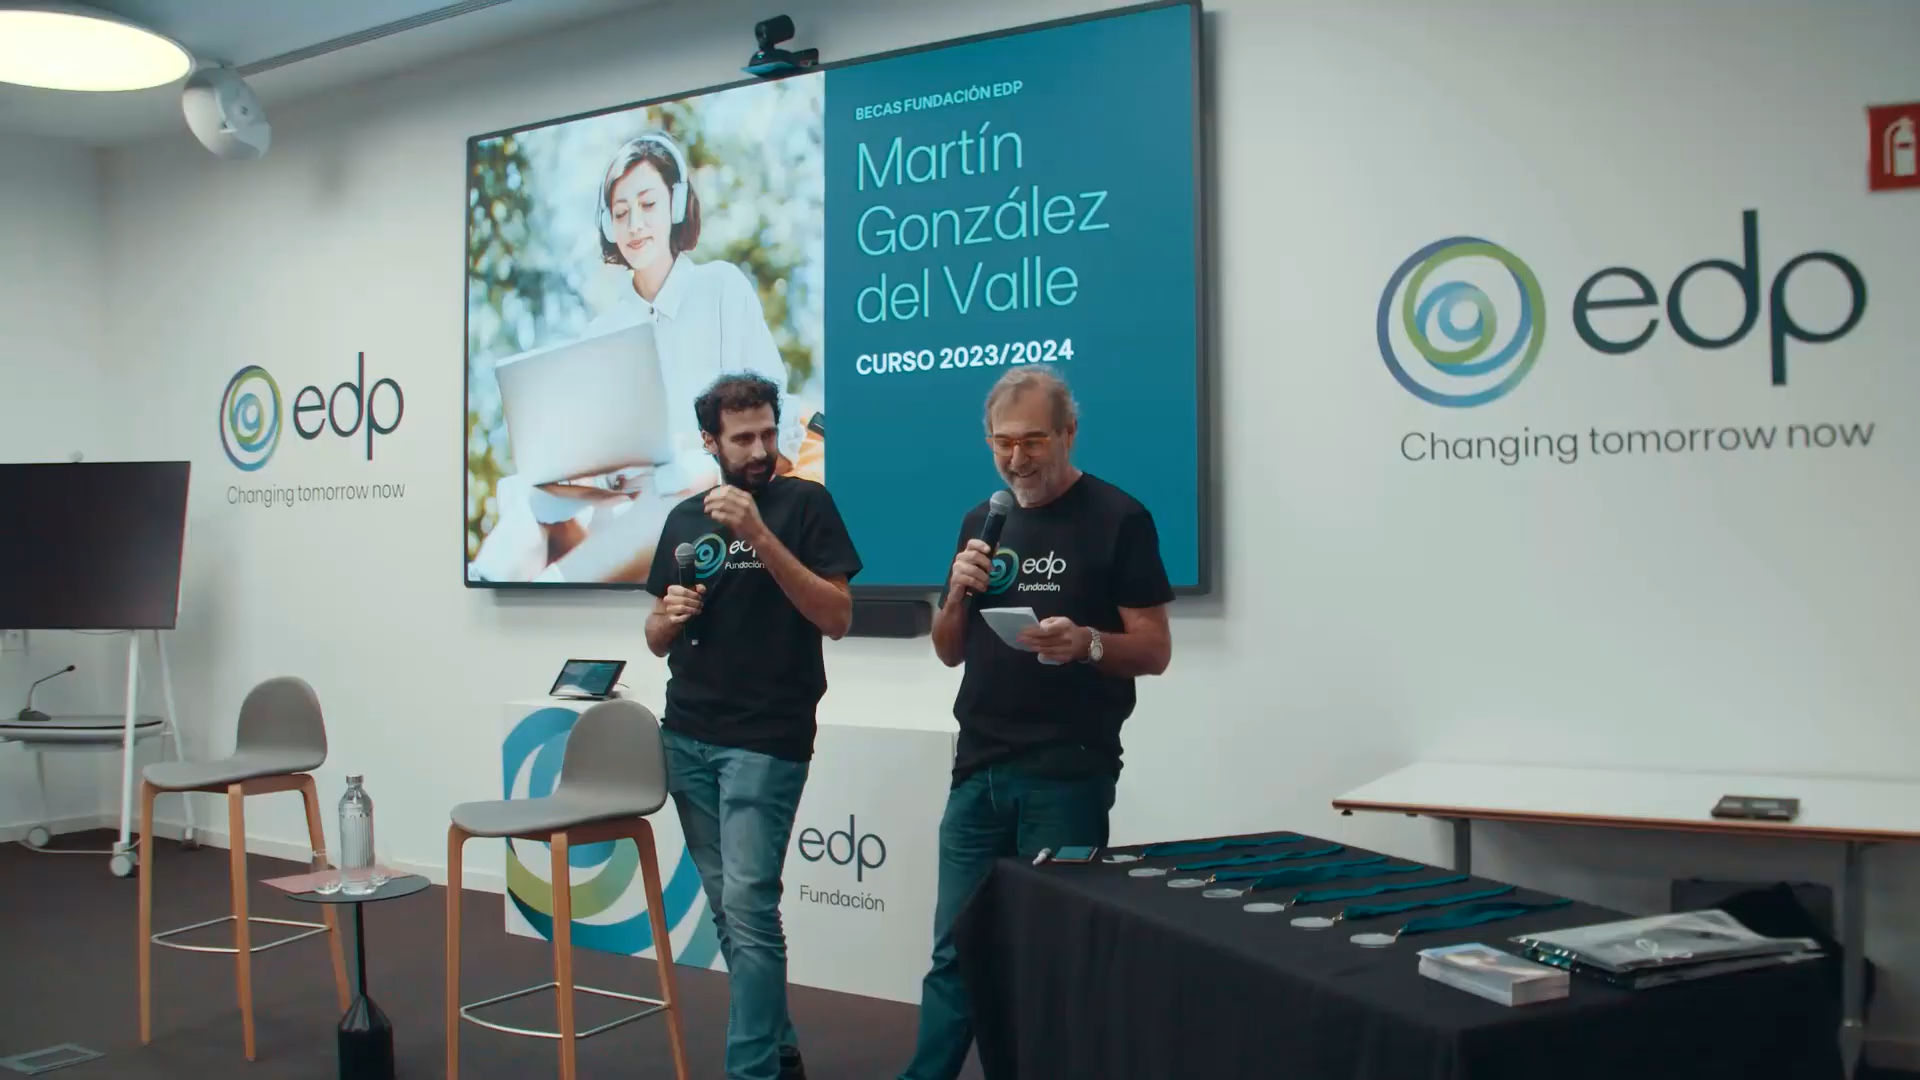 BECAS FUNDACIÓN EDP
Martín
González
del Valle
CURSO 2023/2024
edp
Changing tomorrow now
edp
Changing tomorrow now
edp
Fundación
edp
Fundación
edp
Fundación